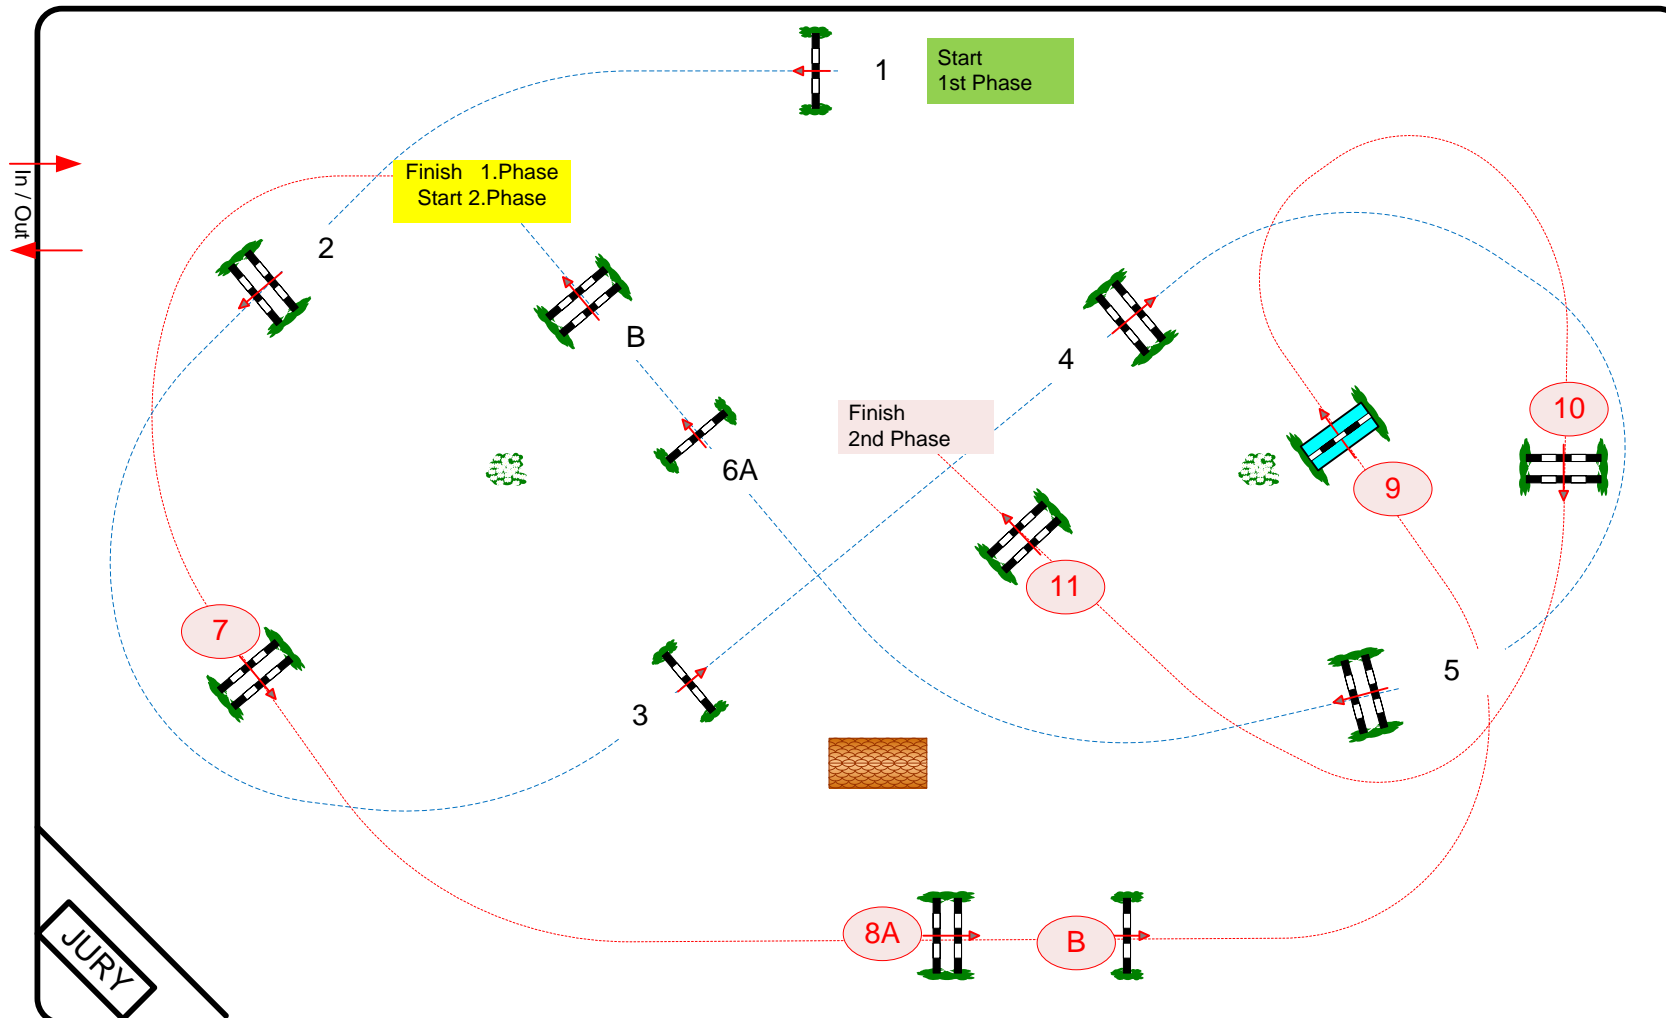 1
Start
1st Phase
Finish 1.Phase
Start 2.Phase
In / Out
2
B
4
6A
Finish
2nd Phase
10
9
11
7
5
3
8A
B
JURY